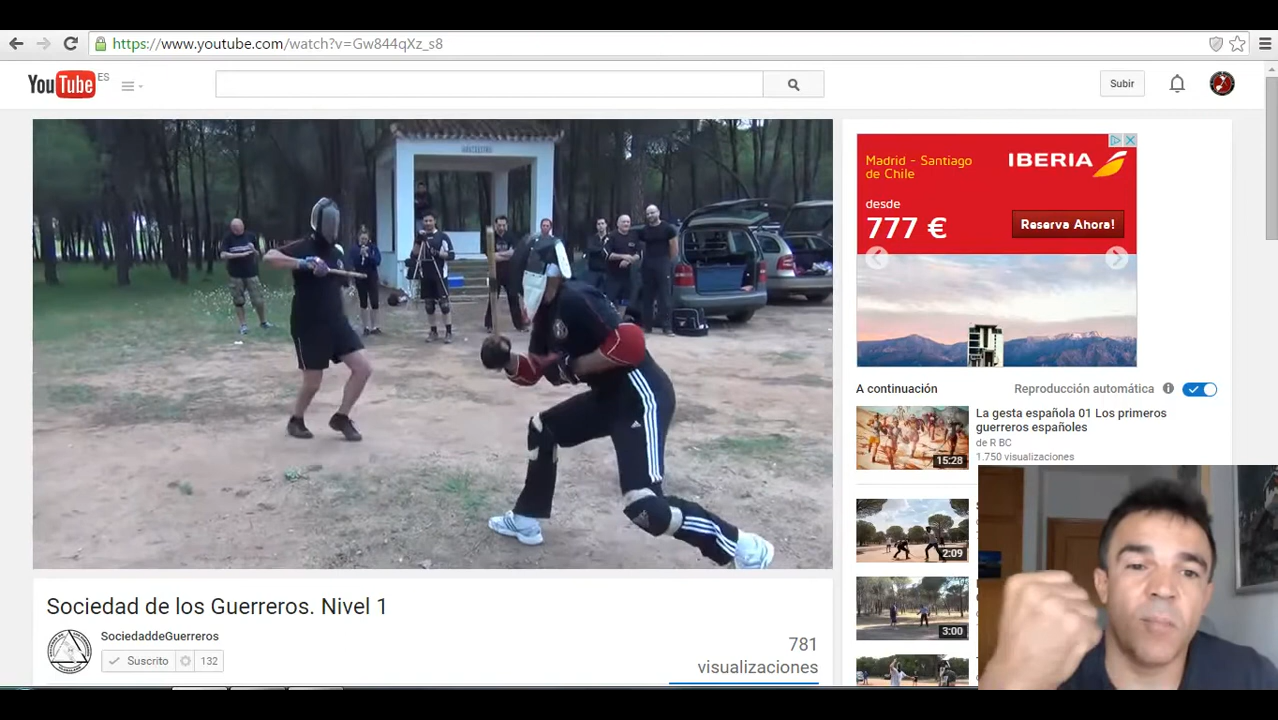 https://www.youtube.com/watch?v=Gw844qXz_s8
YouTube ES
Subir
Madrid - Santiago
de Chile
IBERIA
desde
777 €
Reserva Ahora!
A continuación
Reproducción automática
La gesta española 01 Los primeros
guerreros españoles
de R BC
1.750 visualizaciones
15:28
2:09
3:00
Sociedad de los Guerreros. Nivel 1
SociedaddeGuerreros
Suscrito
132
781
visualizaciones